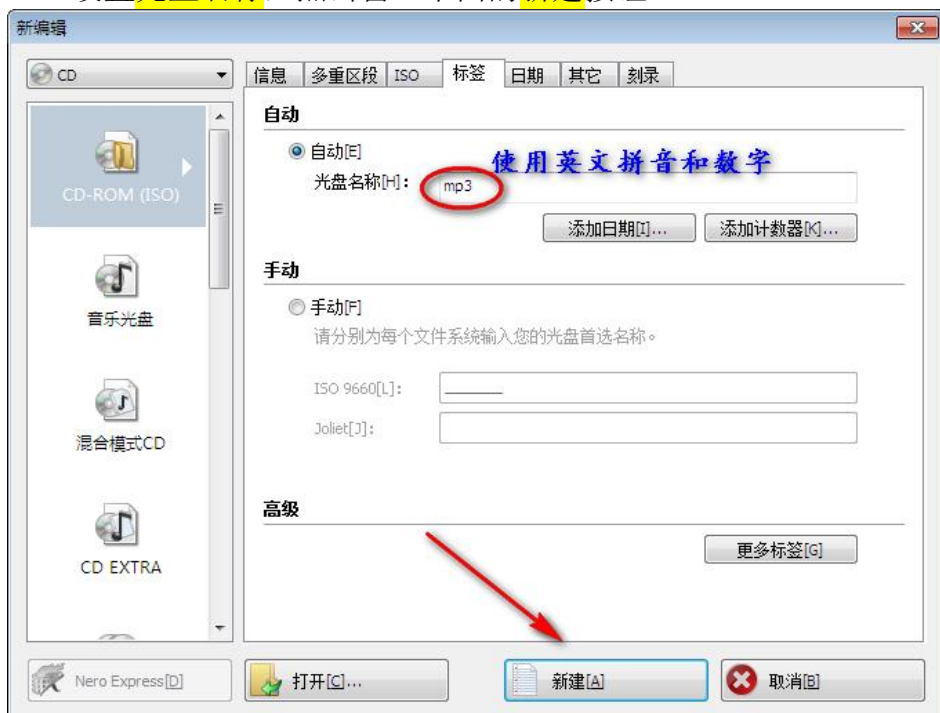 新编辑
CD
信息 多重区段 ISO 标签 日期 其它 刻录
CD-ROM (ISO)
音乐光盘
混合模式CD
CD EXTRA
自动
自动[E]
使用英文拼音和数字
光盘名称[H]: mp3
添加日期[I]... 添加计数器[K]...
手动
手动[F]
请分别为每个文件系统输入您的光盘首选名称。
ISO 9660[L]:
Joliet[J]:
高级
更多标签[G]
Nero Express[D] 打开[C]... 新建[A] 取消[B]